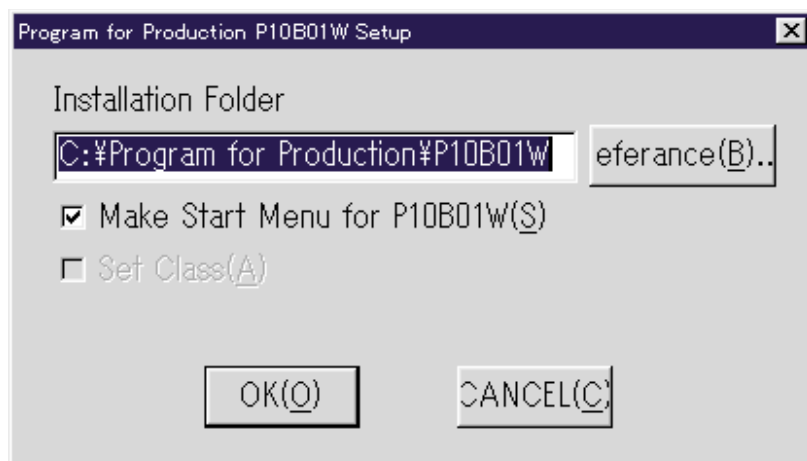 Program for Production P10B01W Setup
Installation Folder
C:¥Program for Production¥P10B01W
eferance(B)..
Make Start Menu for P10B01W(S)
Set Class(A)
OK(O)
CANCEL(C)